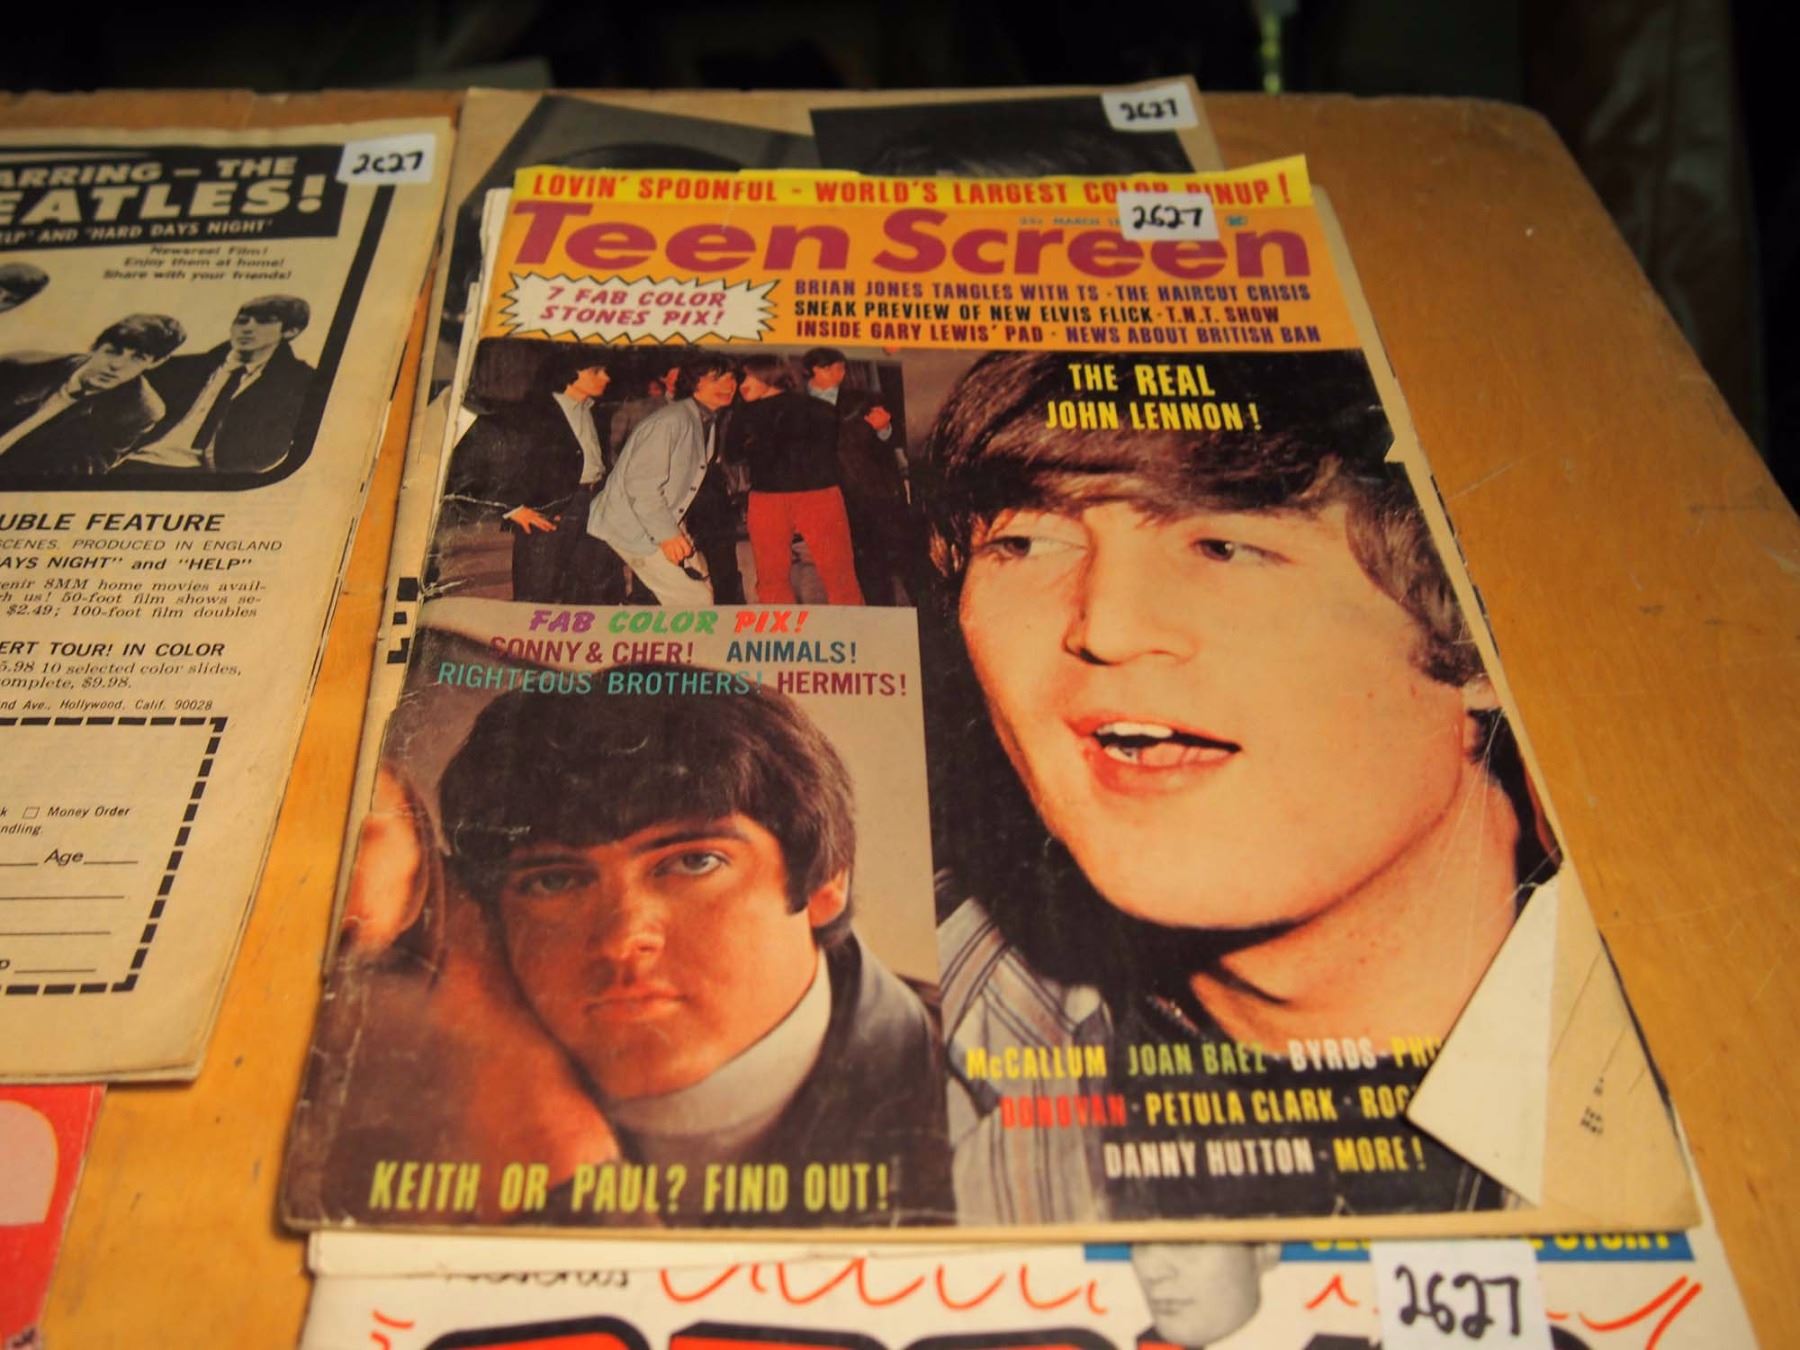 ARRING – THE
EATLES!
ELP" AND "HARD DAYS NIGHT"
Newsreel Film!
Enjoy them at home!
Share with your friends!
UBLE FEATURE
SCENES. PRODUCED IN ENGLAND
AYS NIGHT" and "HELP"
enir 8MM home movies avail-
h us! 50-foot film shows se-
$2.49; 100-foot film doubles
ERT TOUR! IN COLOR
5.98 10 selected color slides,
omplete, $9.98.
nd Ave., Hollywood, Calif. 90028
k Money Order
ndling.
Age
2627
2627
LOVIN' SPOONFUL - WORLD'S LARGEST COLOR PINUP!
Teen Screen
MARCH
2627
7 FAB COLOR
STONES PIX!
BRIAN JONES TANGLES WITH TS · THE HAIRCUT CRISIS
SNEAK PREVIEW OF NEW ELVIS FLICK · T.N.T. SHOW
INSIDE GARY LEWIS' PAD · NEWS ABOUT BRITISH BAN
THE REAL
JOHN LENNON!
FAB COLOR PIX!
SONNY & CHER! ANIMALS!
RIGHTEOUS BROTHERS! HERMITS!
McCALLUM JOAN BAEZ · BYRDS · PHI
DONOVAN · PETULA CLARK · ROG
DANNY HUTTON · MORE!
KEITH OR PAUL? FIND OUT!
STORY
2627